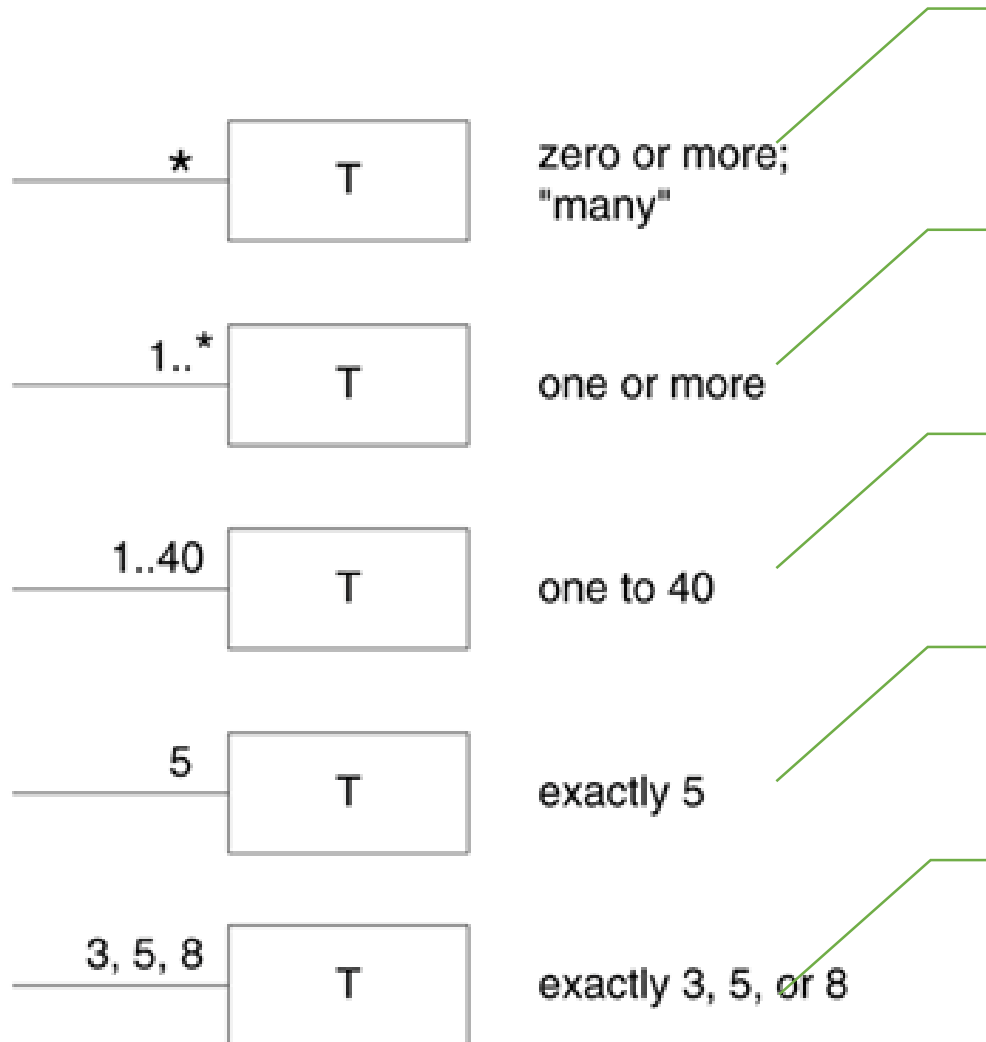 *
T
zero or more;
"many"
1..*
T
one or more
1..40
T
one to 40
5
T
exactly 5
3, 5, 8
T
exactly 3, 5, or 8